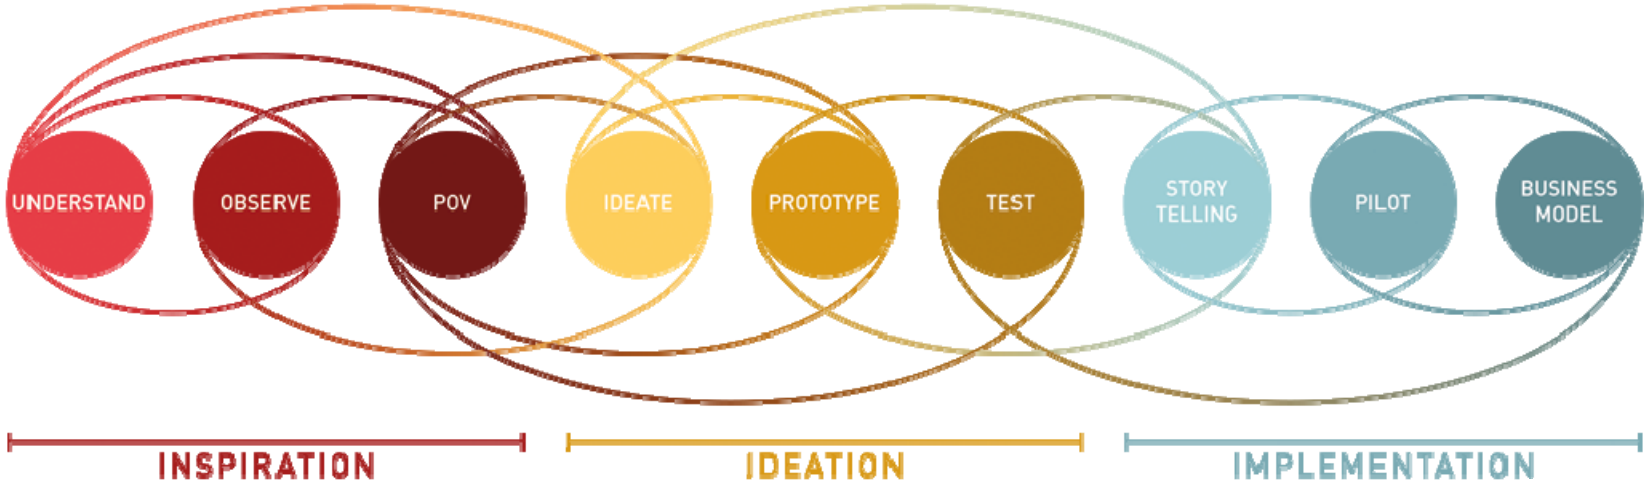 UNDERSTAND
OBSERVE
POV
IDEATE
PROTOTYPE
TEST
STORY
TELLING
PILOT
BUSINESS
MODEL
INSPIRATION
IDEATION
IMPLEMENTATION